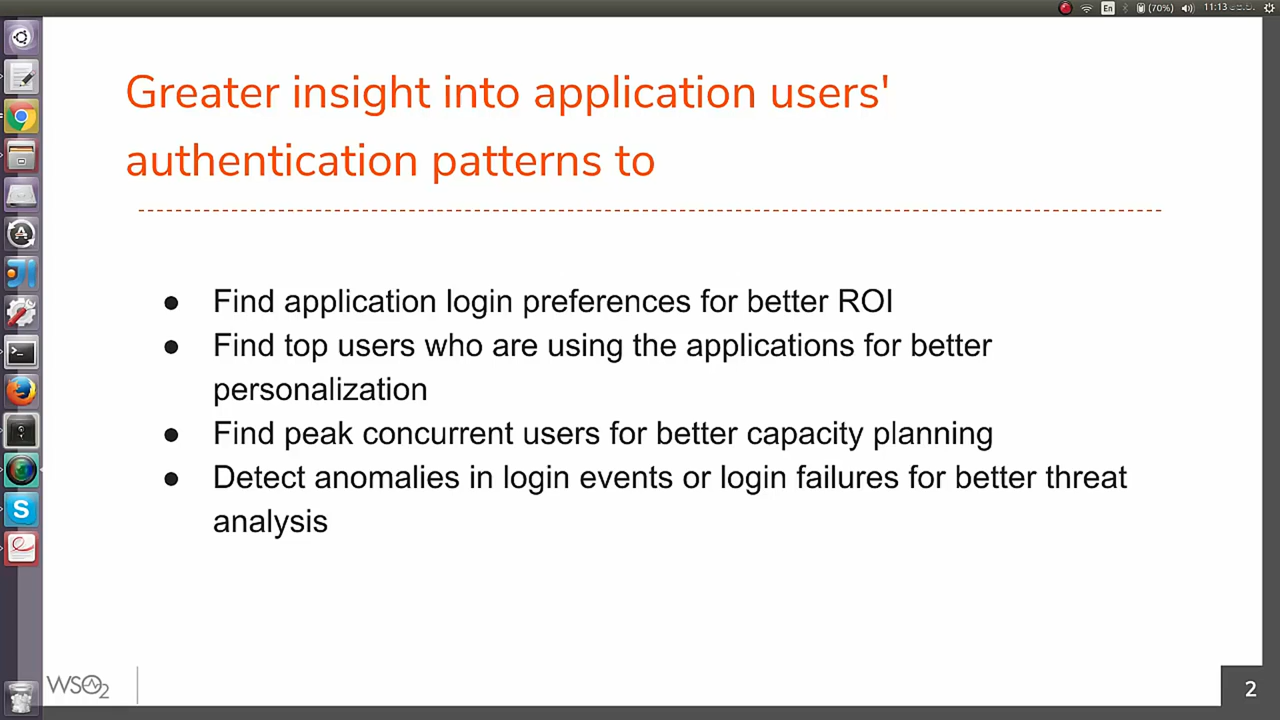 En (70%) 11:13
Greater insight into application users'
authentication patterns to
● Find application login preferences for better ROI
● Find top users who are using the applications for better
personalization
● Find peak concurrent users for better capacity planning
● Detect anomalies in login events or login failures for better threat
analysis
WSO2
2